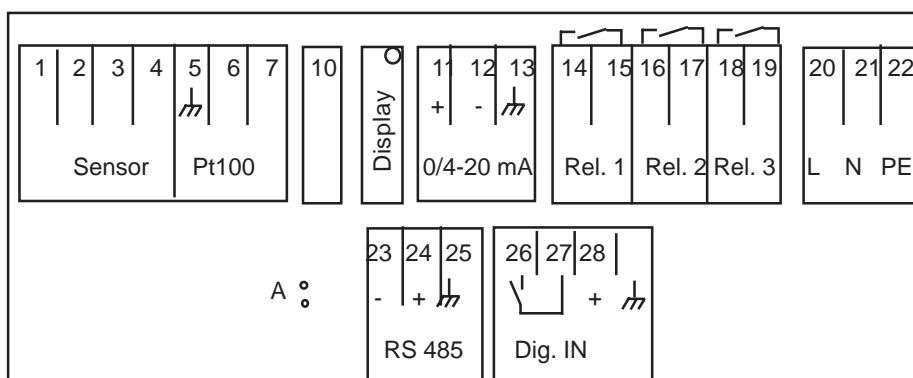 1 2 3 4 5 6 7 10 11 12 13 14 15 16 17 18 19 20 21 22
+ -
Display
Sensor Pt100 0/4-20 mA Rel. 1 Rel. 2 Rel. 3 L N PE
23 24 25 26 27 28
A
- + +
RS 485 Dig. IN